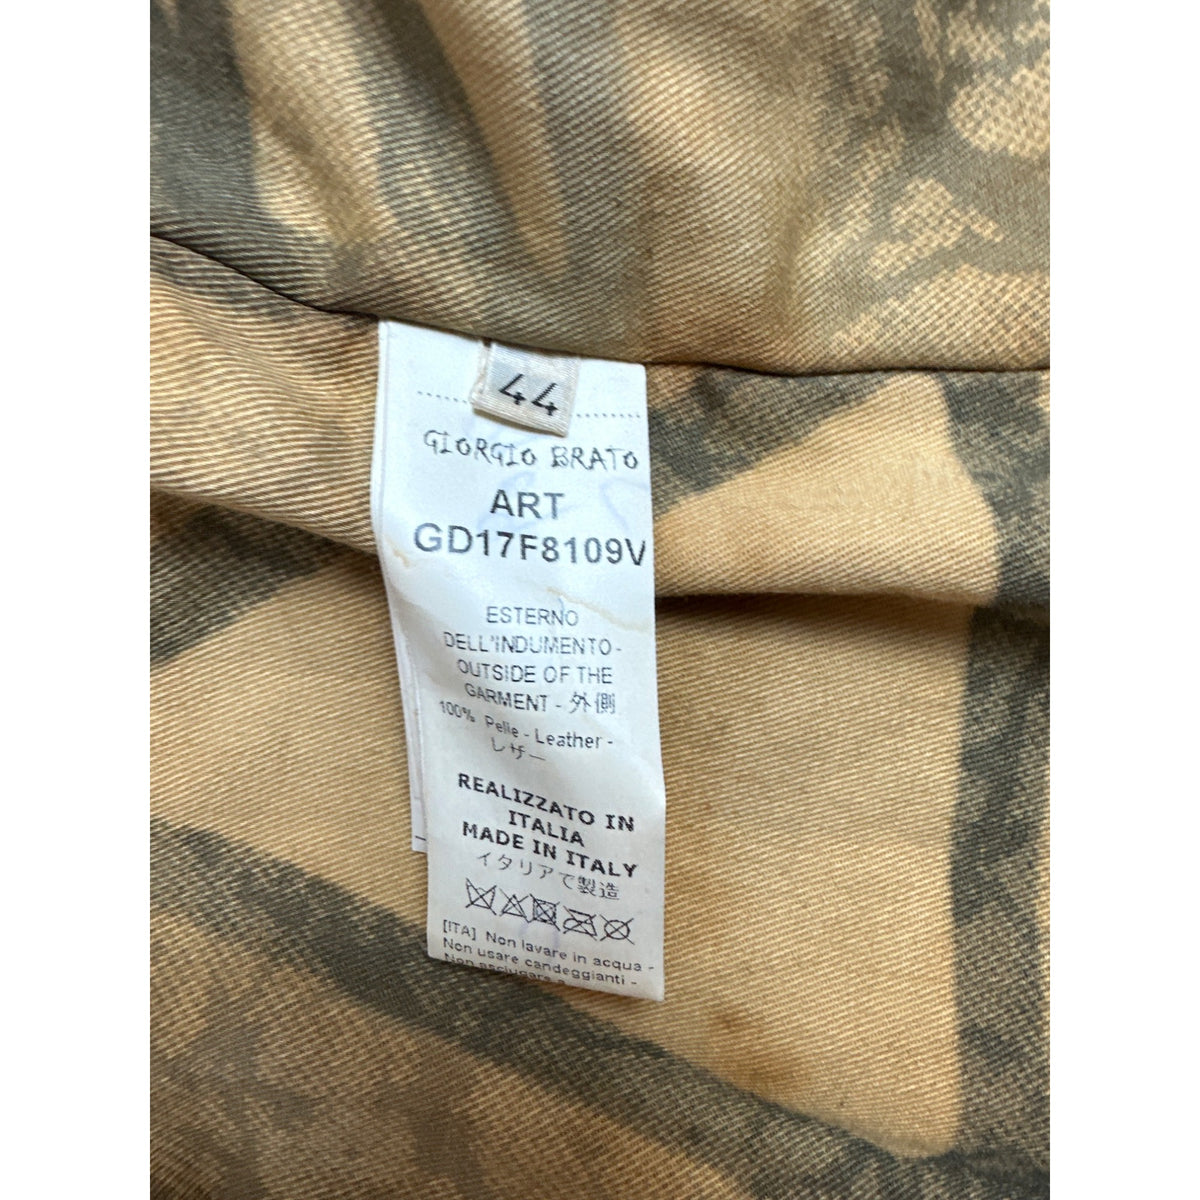 44
GIORGIO BRATO
ART
GD17F8109V
ESTERNO
DELL'INDUMENTO-
OUTSIDE OF THE
GARMENT - 外側
100% Pelle - Leather -
レザー
REALIZZATO IN
ITALIA
MADE IN ITALY
イタリアで製造
[ITA] Non lavare in acqua -
Non usare candeggianti -
Non asciugare a